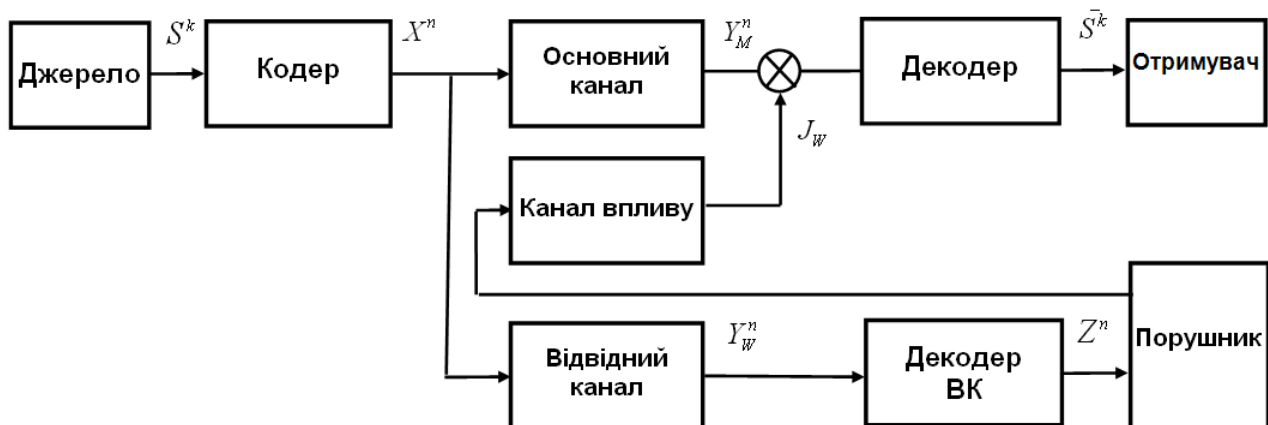 S^k
X^n
Y_M^n
S̄^k
Джерело
Кодер
Основний
канал
Декодер
Отримувач
J_W
Канал впливу
Y_W^n
Z^n
Відвідний
канал
Декодер
ВК
Порушник